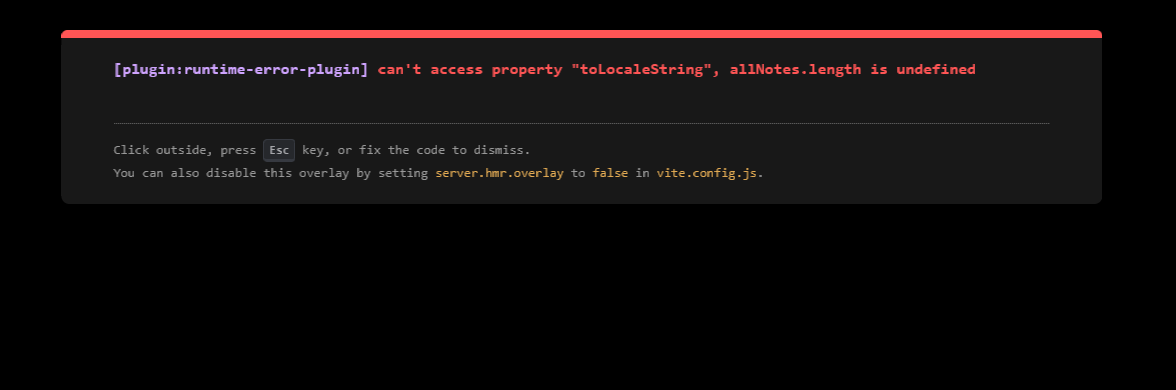 [plugin:runtime-error-plugin] can't access property "toLocaleString", allNotes.length is undefined
Click outside, press Esc key, or fix the code to dismiss.
You can also disable this overlay by setting server.hmr.overlay to false in vite.config.js.